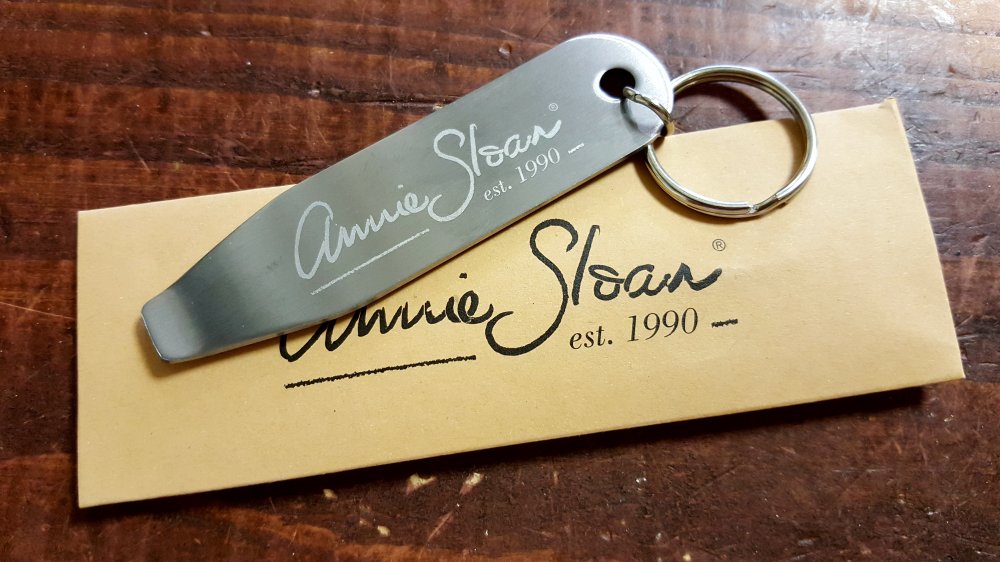 Annie Sloan ®
est. 1990
Annie Sloan ®
est. 1990